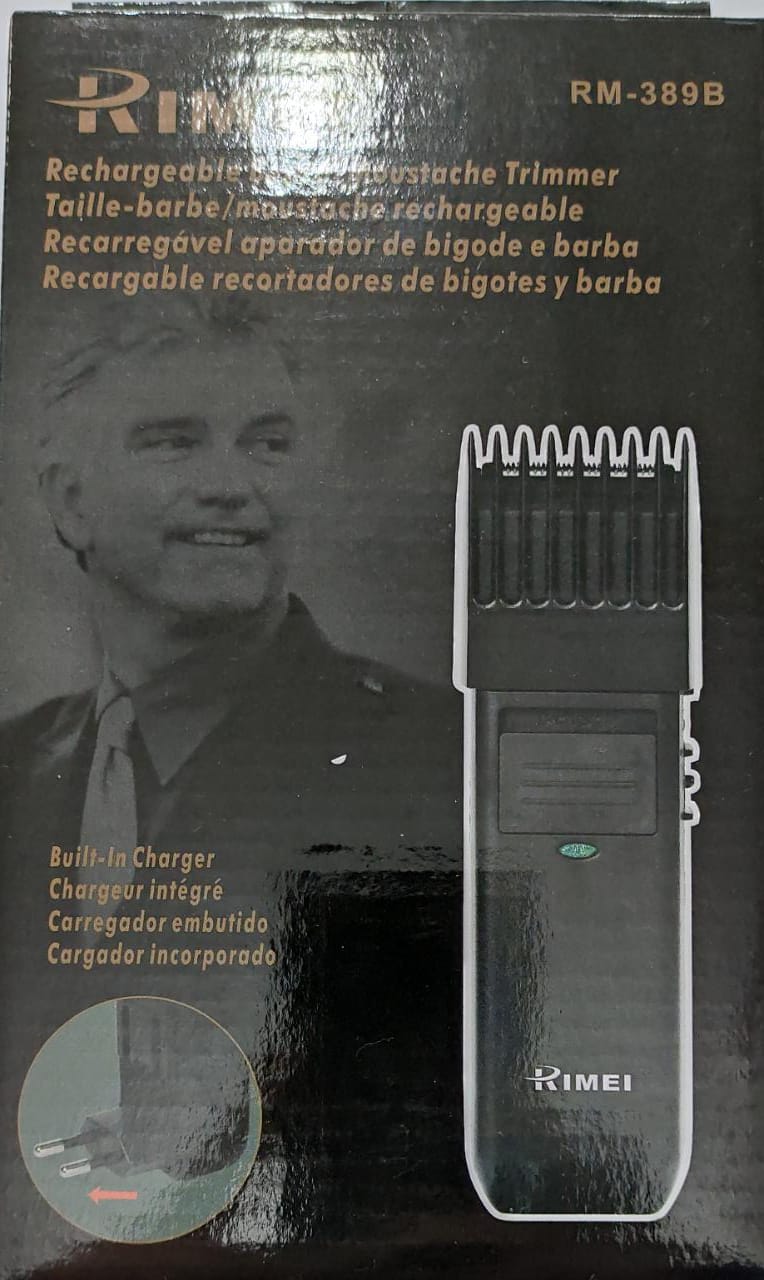 RIMEI
RM-389B
Rechargeable moustache Trimmer
Taille-barbe/moustache rechargeable
Recarregável aparador de bigode e barba
Recargable recortadores de bigotes y barba
Built-In Charger
Chargeur intégré
Carregador embutido
Cargador incorporado
RIMEI